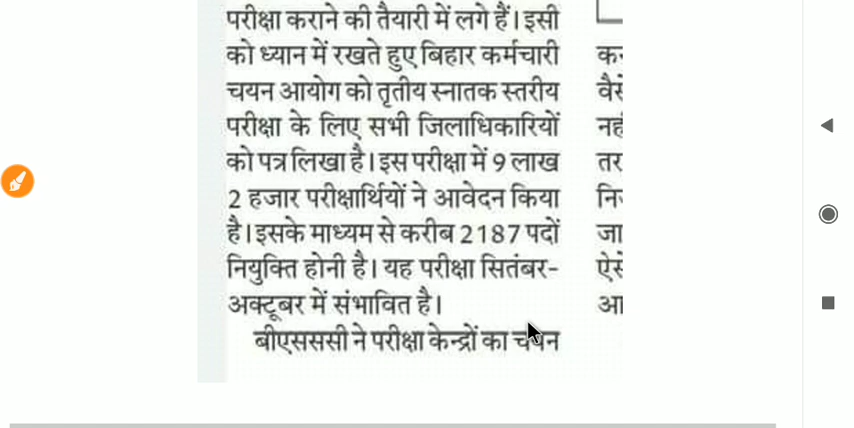 परीक्षा कराने की तैयारी में लगे हैं। इसी
को ध्यान में रखते हुए बिहार कर्मचारी
चयन आयोग को तृतीय स्नातक स्तरीय
परीक्षा के लिए सभी जिलाधिकारियों
को पत्र लिखा है। इस परीक्षा में 9 लाख
2 हजार परीक्षार्थियों ने आवेदन किया
है। इसके माध्यम से करीब 2187 पदों
नियुक्ति होनी है। यह परीक्षा सितंबर-
अक्टूबर में संभावित है।
बीएसससी ने परीक्षा केन्द्रों का चयन